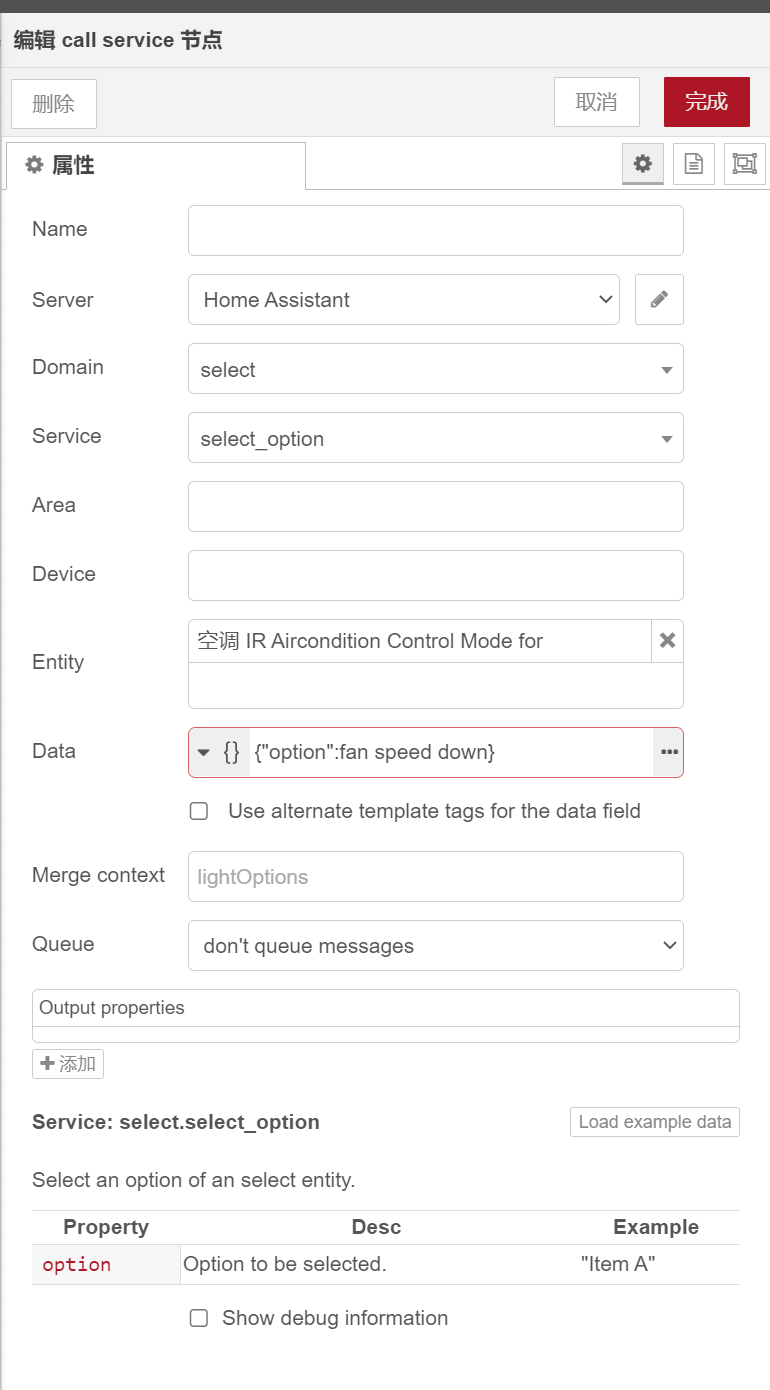 编辑 call service 节点
删除
取消
完成
属性
Name
Server
Home Assistant
Domain
select
Service
select_option
Area
Device
Entity
空调 IR Aircondition Control Mode for
Data
{} {"option":fan speed down}
Use alternate template tags for the data field
Merge context
lightOptions
Queue
don't queue messages
Output properties
添加
Service: select.select_option
Load example data
Select an option of an select entity.
Property Desc Example
option Option to be selected. "Item A"
Show debug information